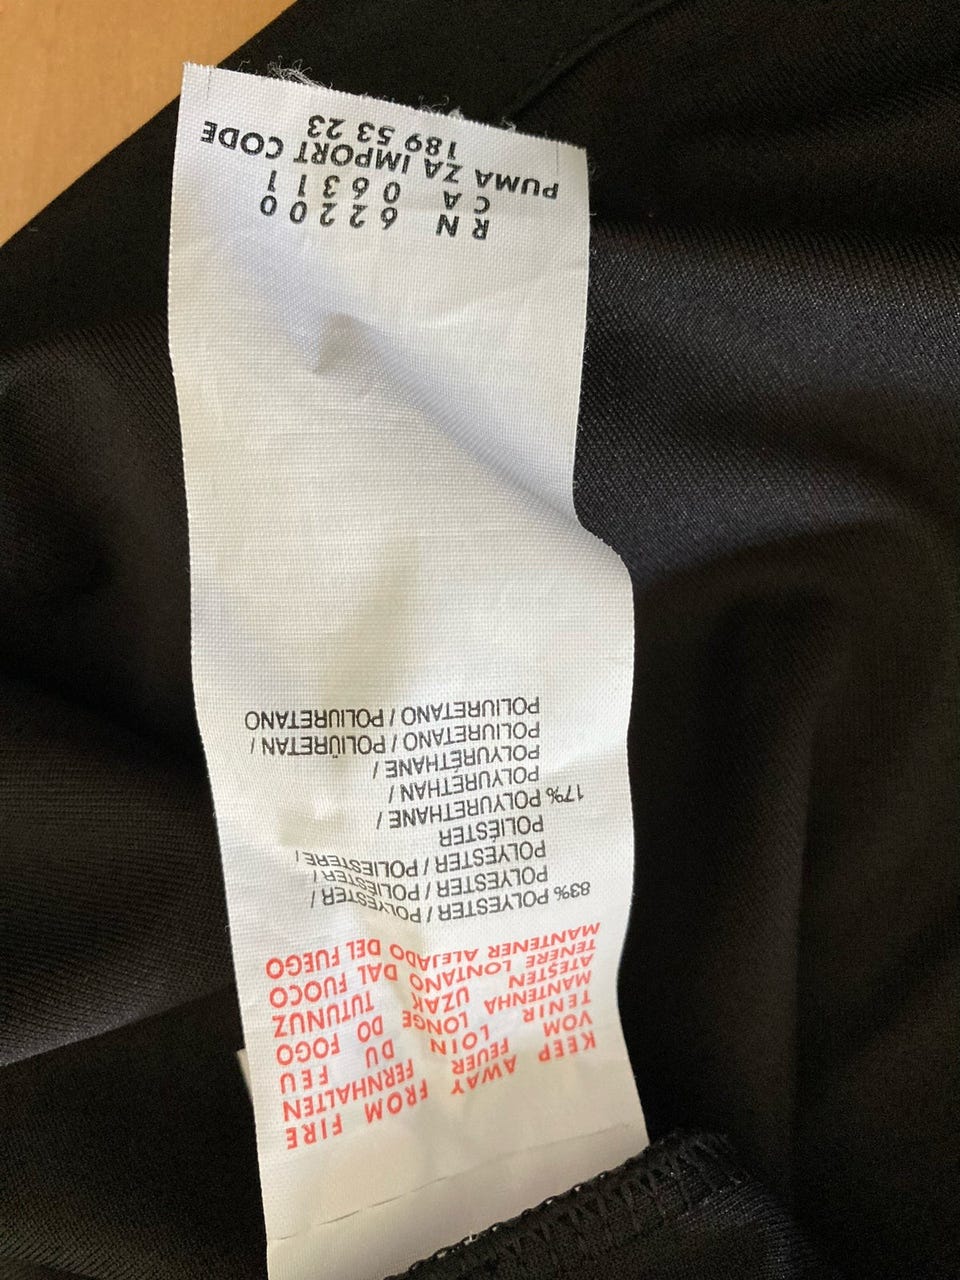 KEEP AWAY FROM FIRE
VOM FEUER FERNHALTEN
TENIR LOIN DU FEU
MANTENHA LONGE DO FOGO
ATEŞTEN UZAK TUTUNUZ
TENERE LONTANO DAL FUOCO
MANTENER ALEJADO DEL FUEGO
83% POLYESTER / POLYESTER /
POLYESTER / POLIESTER /
POLYESTER / POLIESTERE /
POLIÉSTER
17% POLYURETHANE /
POLYURETHAN /
POLYURÉTHANE /
POLIURETANO / POLIÜRETAN /
POLIURETANO / POLIURETANO
RN 62200
CA 06311
PUMA ZA IMPORT CODE
189 53 23